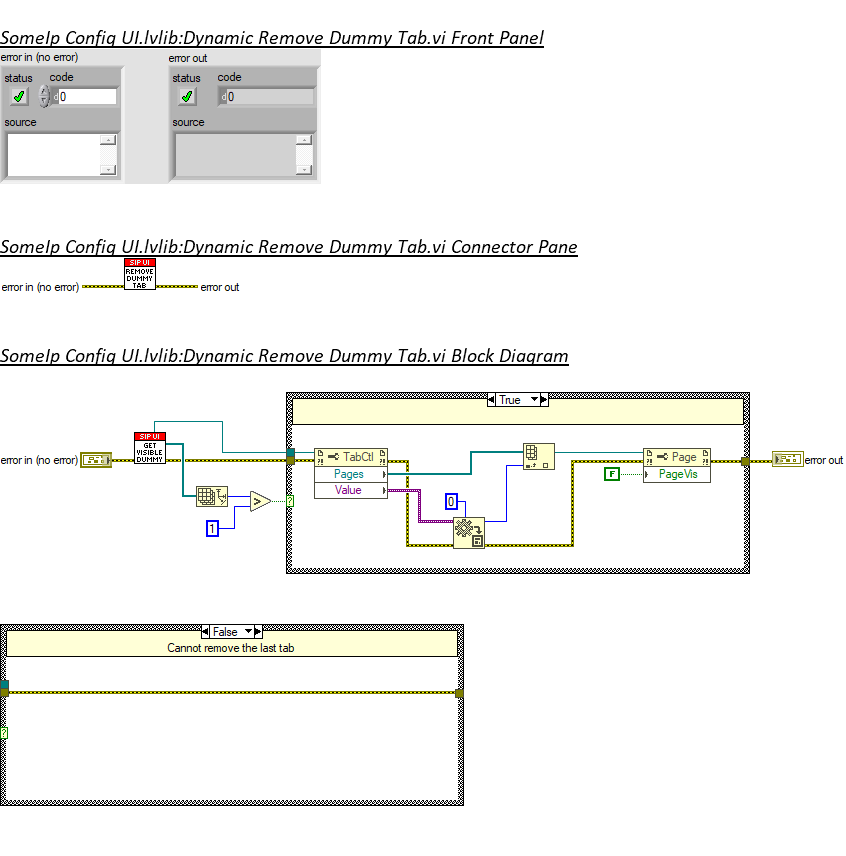 SomeIp Config UI.lvlib:Dynamic Remove Dummy Tab.vi Front Panel
error in (no error)
error out
status
code
status
code
d
0
d
0
source
source
SomeIp Config UI.lvlib:Dynamic Remove Dummy Tab.vi Connector Pane
SIP UI
REMOVE
DUMMY
TAB
error in (no error)
error out
SomeIp Config UI.lvlib:Dynamic Remove Dummy Tab.vi Block Diagram
True
SIP UI
GET
VISIBLE
DUMMY
error in (no error)
TabCtl
Pages
Value
Page
PageVis
F
error out
0
1
>
?
?!
?!
?!
?!
False
Cannot remove the last tab
?